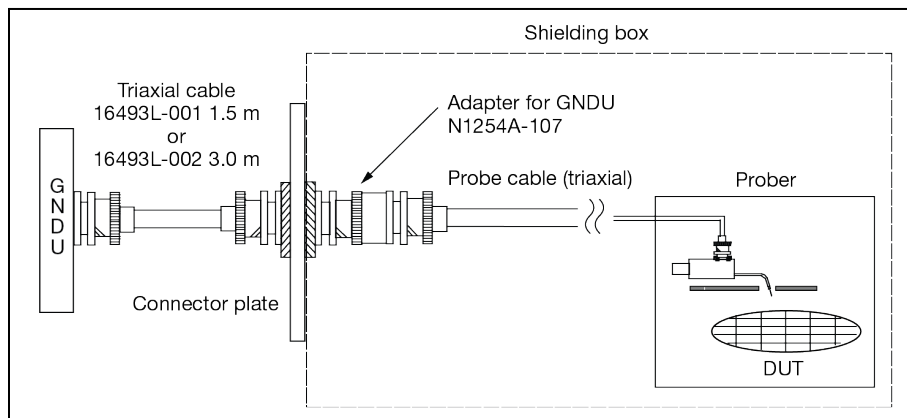 Shielding box
Triaxial cable
16493L-001 1.5 m
or
16493L-002 3.0 m
Adapter for GNDU
N1254A-107
GNDU
Probe cable (triaxial)
Prober
Connector plate
DUT